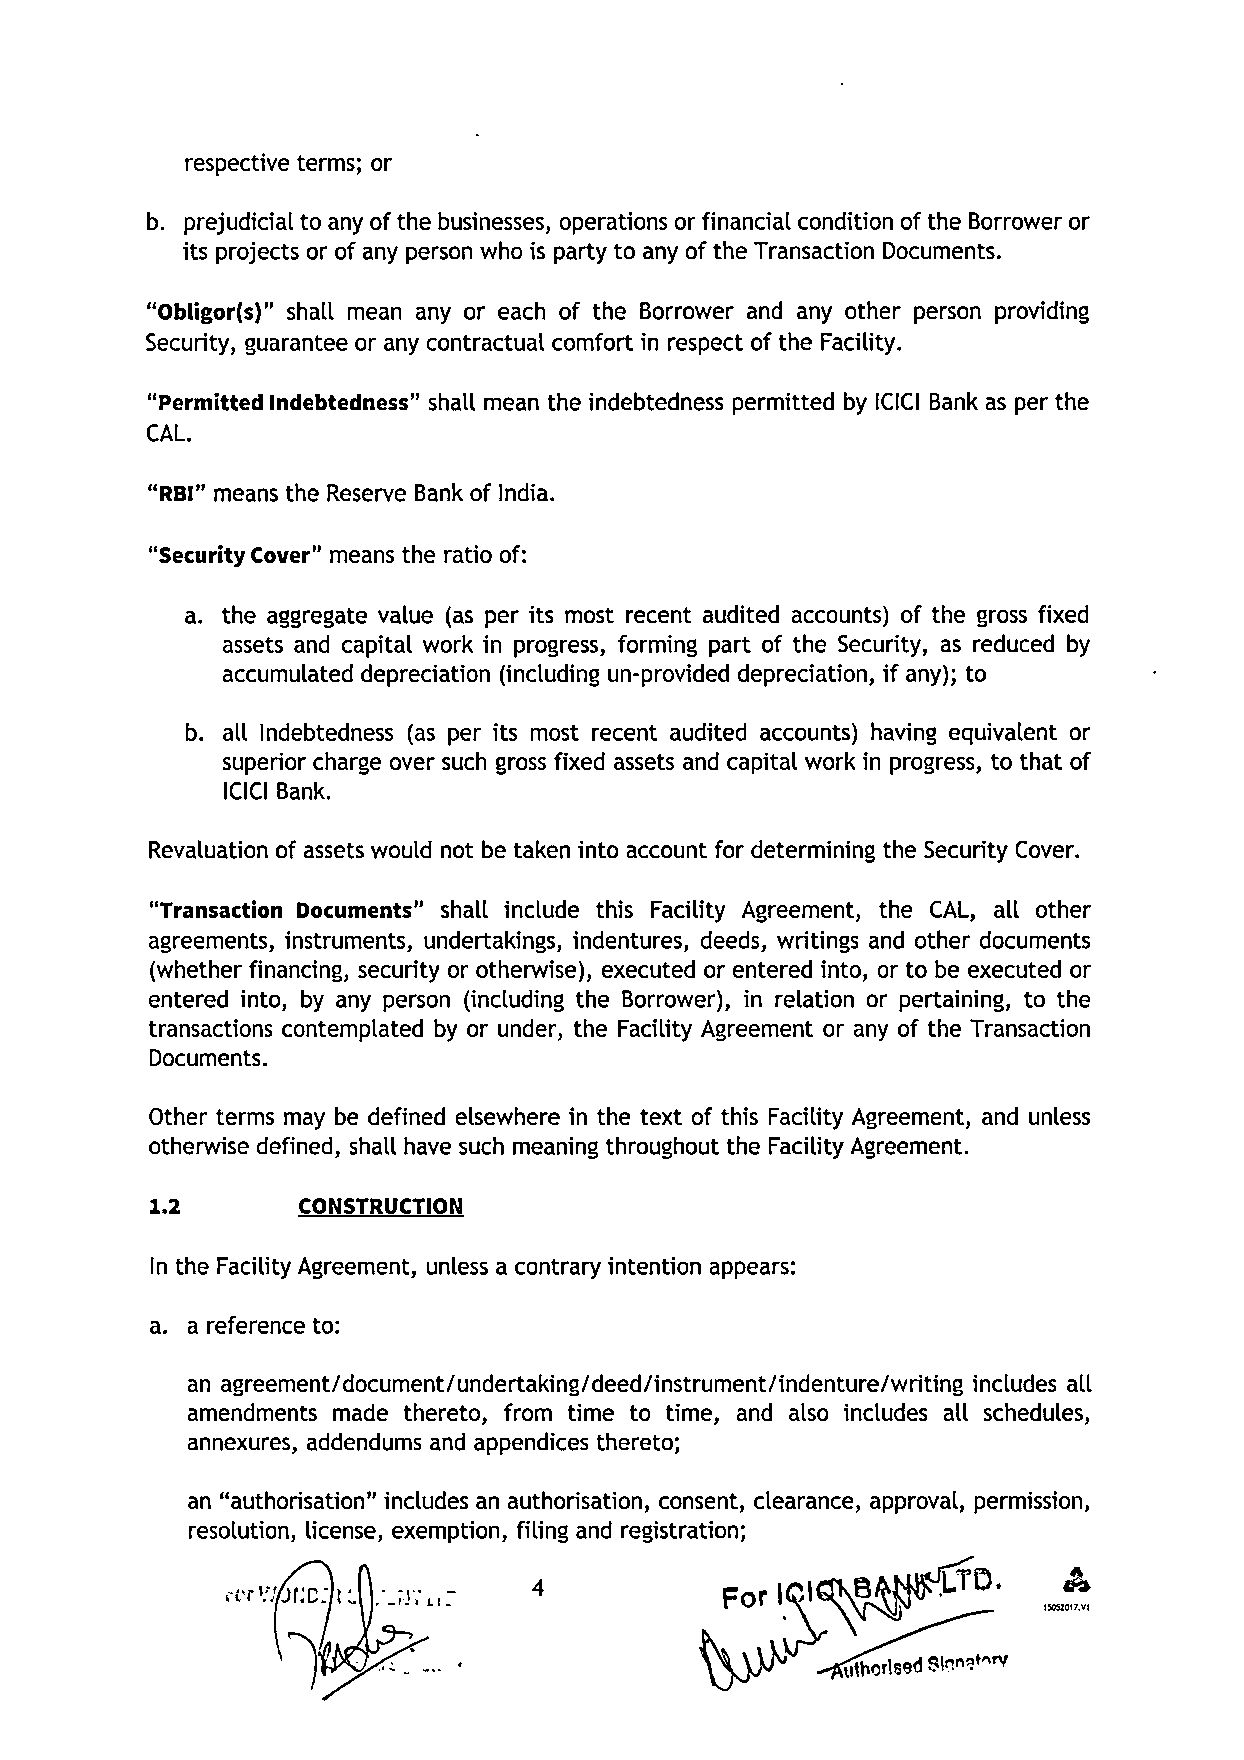 respective terms; or
b. prejudicial to any of the businesses, operations or financial condition of the Borrower or
its projects or of any person who is party to any of the Transaction Documents.
“Obligor(s)” shall mean any or each of the Borrower and any other person providing
Security, guarantee or any contractual comfort in respect of the Facility.
“Permitted Indebtedness” shall mean the indebtedness permitted by ICICI Bank as per the
CAL.
“RBI” means the Reserve Bank of India.
“Security Cover” means the ratio of:
a. the aggregate value (as per its most recent audited accounts) of the gross fixed
assets and capital work in progress, forming part of the Security, as reduced by
accumulated depreciation (including un-provided depreciation, if any); to
b. all Indebtedness (as per its most recent audited accounts) having equivalent or
superior charge over such gross fixed assets and capital work in progress, to that of
ICICI Bank.
Revaluation of assets would not be taken into account for determining the Security Cover.
“Transaction Documents” shall include this Facility Agreement, the CAL, all other
agreements, instruments, undertakings, indentures, deeds, writings and other documents
(whether financing, security or otherwise), executed or entered into, or to be executed or
entered into, by any person (including the Borrower), in relation or pertaining, to the
transactions contemplated by or under, the Facility Agreement or any of the Transaction
Documents.
Other terms may be defined elsewhere in the text of this Facility Agreement, and unless
otherwise defined, shall have such meaning throughout the Facility Agreement.
1.2 CONSTRUCTION
In the Facility Agreement, unless a contrary intention appears:
a. a reference to:
an agreement/document/undertaking/deed/instrument/indenture/writing includes all
amendments made thereto, from time to time, and also includes all schedules,
annexures, addendums and appendices thereto;
an “authorisation” includes an authorisation, consent, clearance, approval, permission,
resolution, license, exemption, filing and registration;
4
For ICICI BANK LTD.
15052017.V1
Authorised Signatory